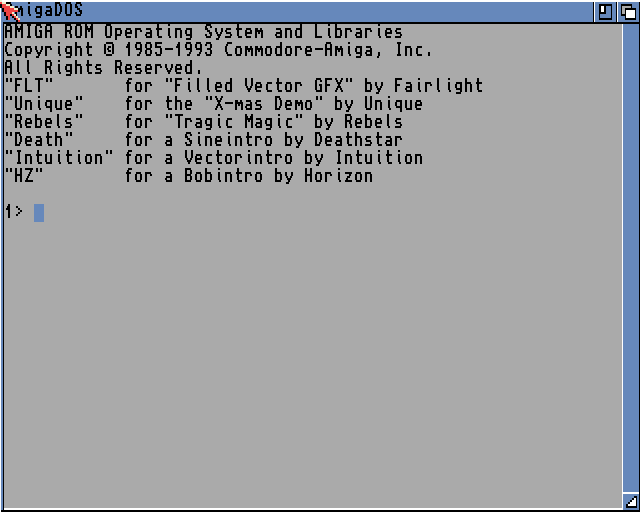 AmigaDOS
AMIGA ROM Operating System and Libraries
Copyright © 1985-1993 Commodore-Amiga, Inc.
All Rights Reserved.
"FLT" for "Filled Vector GFX" by Fairlight
"Unique" for the "X-mas Demo" by Unique
"Rebels" for "Tragic Magic" by Rebels
"Death" for a Sineintro by Deathstar
"Intuition" for a Vectorintro by Intuition
"HZ" for a Bobintro by Horizon
1>